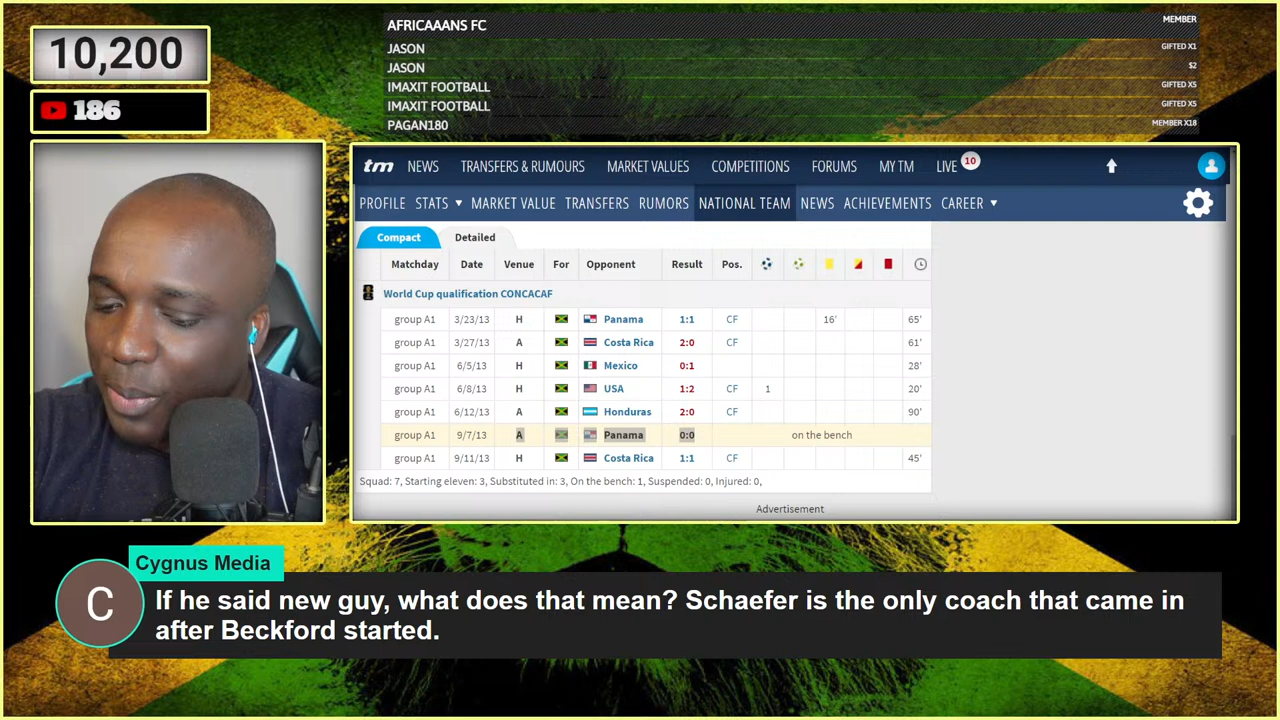 10,200
186
AFRICAAANS FC MEMBER
JASON GIFTED X1
JASON $2
IMAXIT FOOTBALL GIFTED X5
IMAXIT FOOTBALL GIFTED X5
PAGAN180 MEMBER X18
tm NEWS TRANSFERS & RUMOURS MARKET VALUES COMPETITIONS FORUMS MY TM LIVE 10
PROFILE STATS MARKET VALUE TRANSFERS RUMORS NATIONAL TEAM NEWS ACHIEVEMENTS CAREER
Compact Detailed
Matchday Date Venue For Opponent Result Pos.
World Cup qualification CONCACAF
group A1 3/23/13 H Panama 1:1 CF 16' 65'
group A1 3/27/13 A Costa Rica 2:0 CF 61'
group A1 6/5/13 H Mexico 0:1 28'
group A1 6/8/13 H USA 1:2 CF 1 20'
group A1 6/12/13 A Honduras 2:0 CF 90'
group A1 9/7/13 A Panama 0:0 on the bench
group A1 9/11/13 H Costa Rica 1:1 CF 45'
Squad: 7, Starting eleven: 3, Substituted in: 3, On the bench: 1, Suspended: 0, Injured: 0,
Advertisement
Cygnus Media
C
If he said new guy, what does that mean? Schaefer is the only coach that came in
after Beckford started.